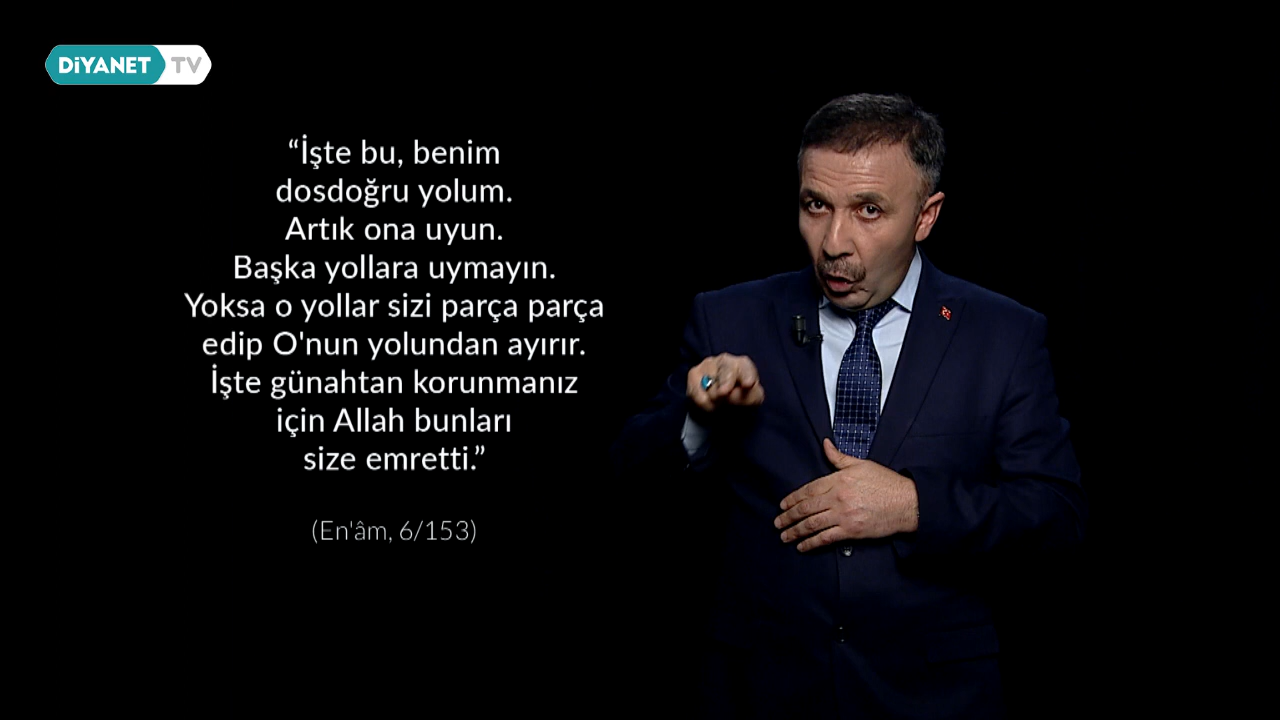 DİYANET TV
“İşte bu, benim
dosdoğru yolum.
Artık ona uyun.
Başka yollara uymayın.
Yoksa o yollar sizi parça parça
edip O'nun yolundan ayırır.
İşte günahtan korunmanız
için Allah bunları
size emretti.”
(En'âm, 6/153)